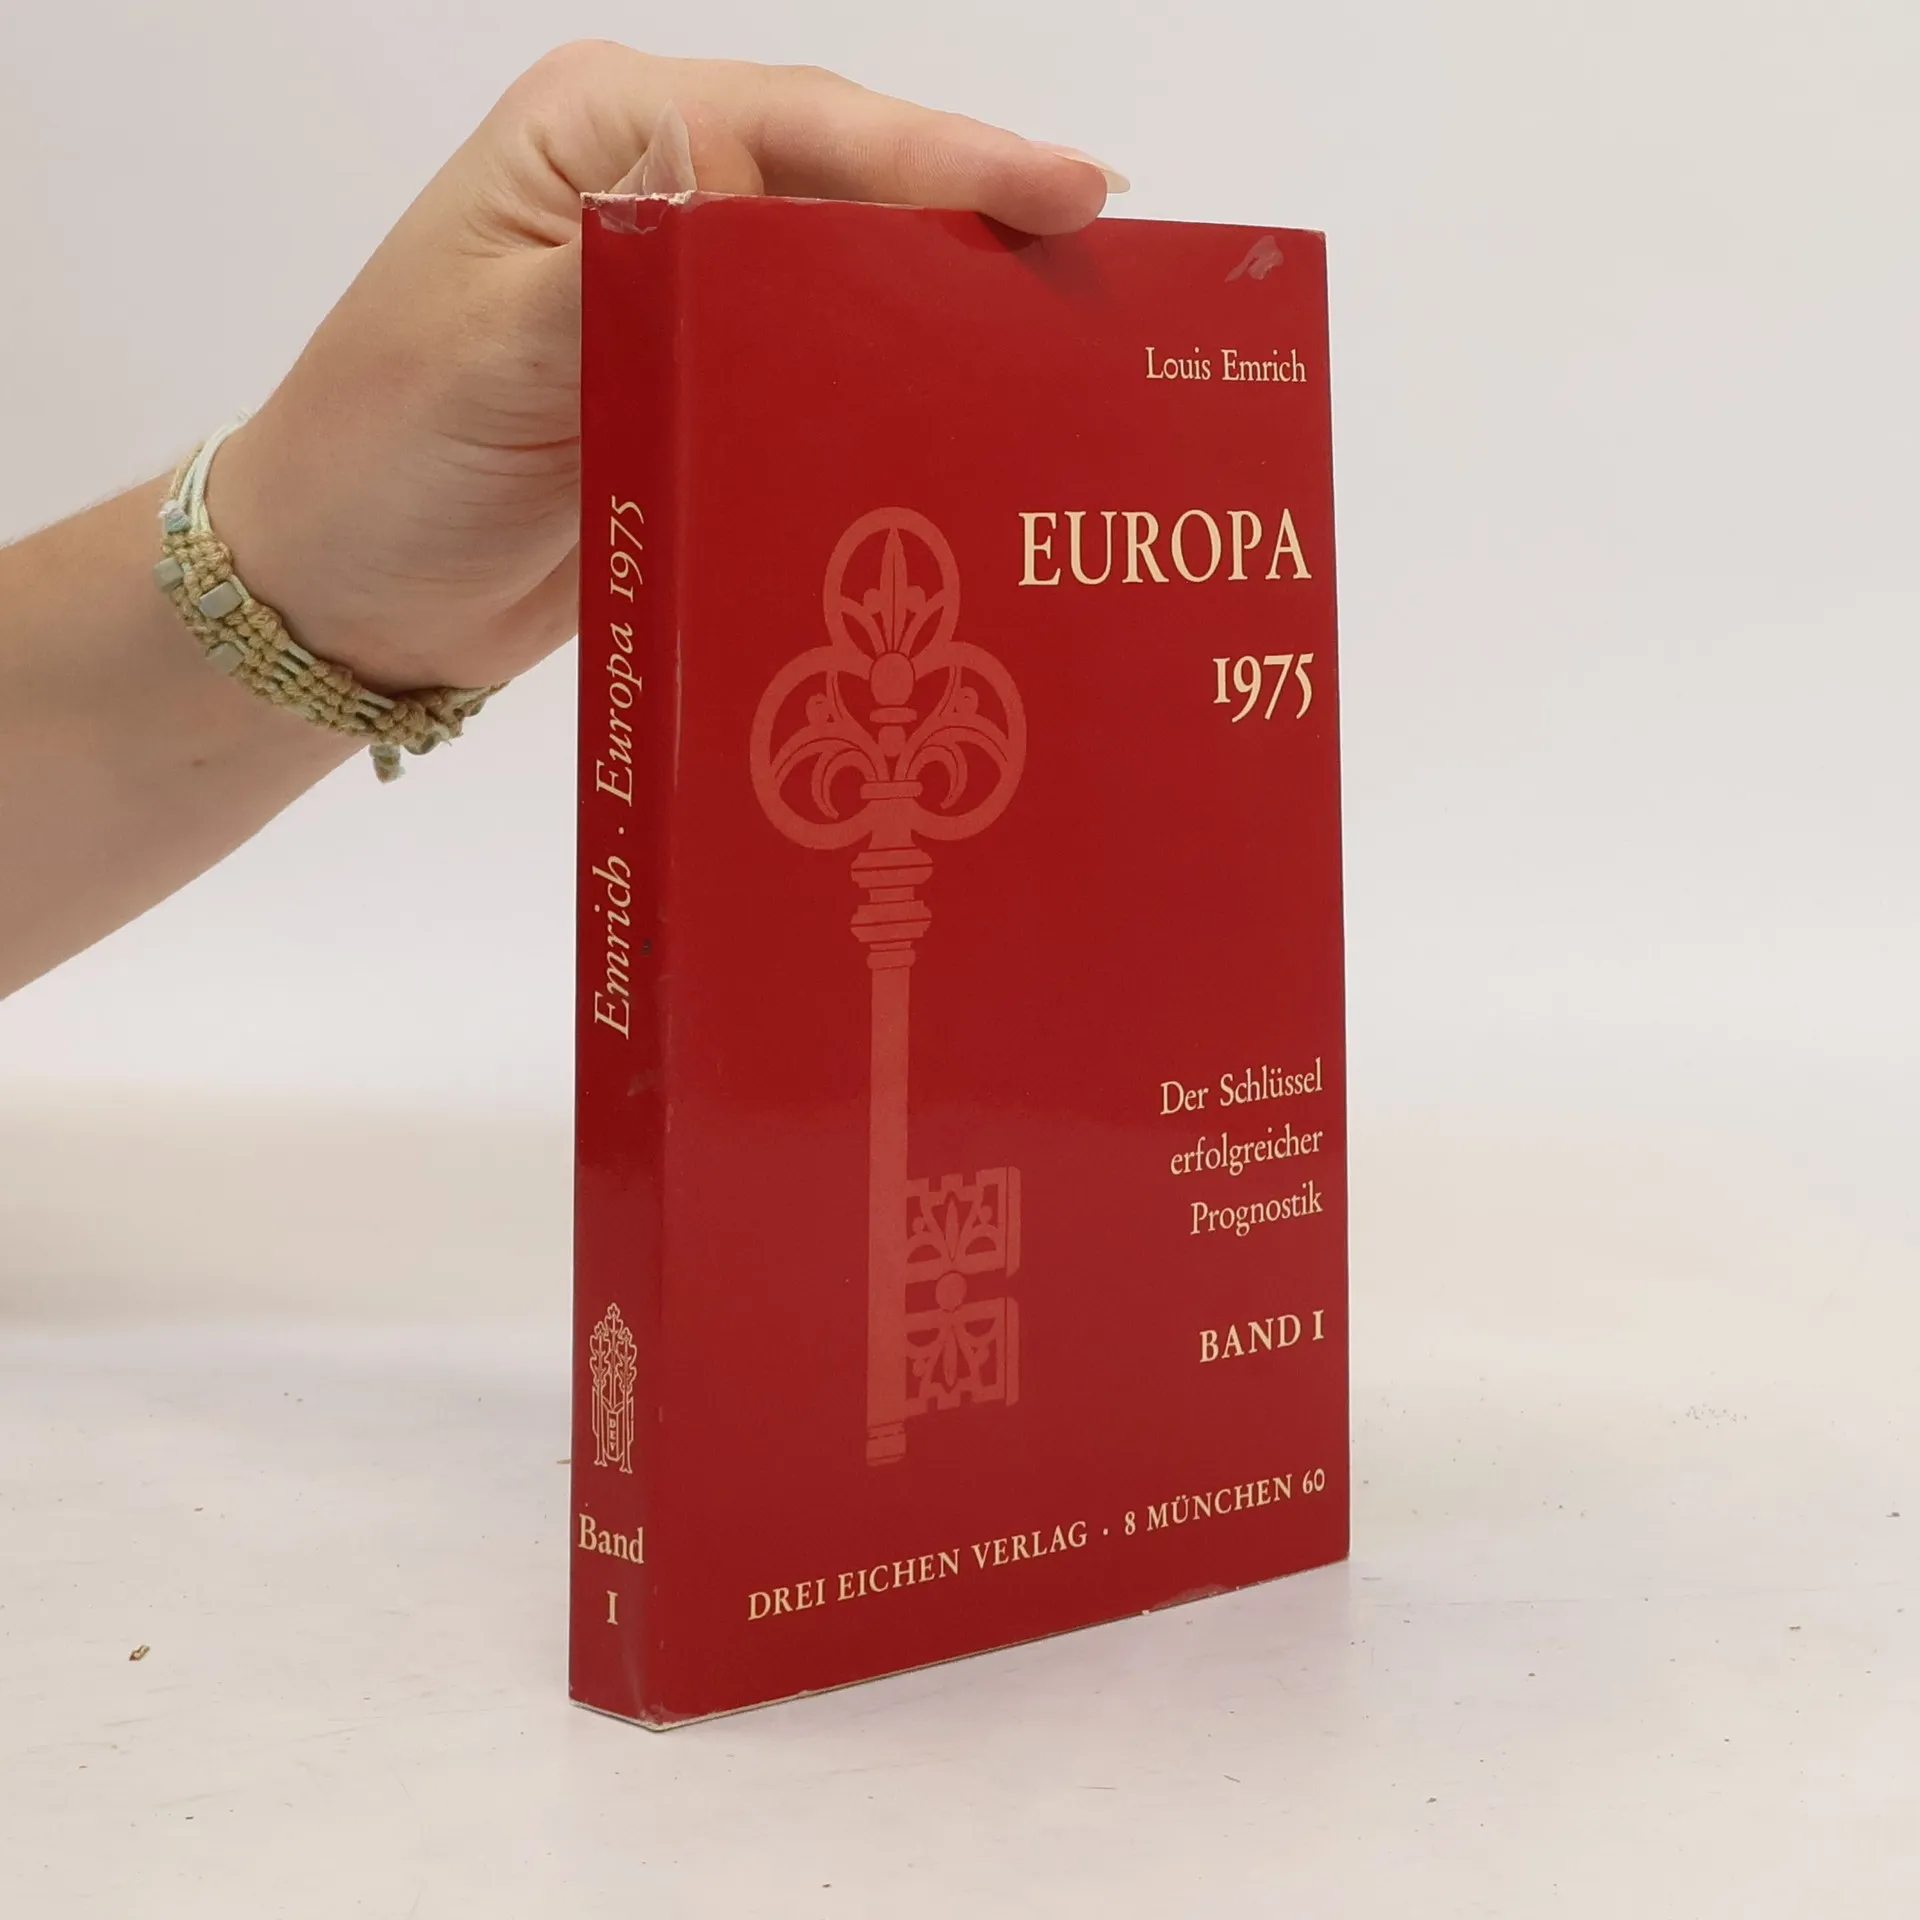 Louis Emrich
EUROPA
1975
Der Schlüssel
erfolgreicher
Prognostik
BAND I
DREI EICHEN VERLAG · 8 MÜNCHEN 60
Emrich · Europa 1975
DEV
Band
I